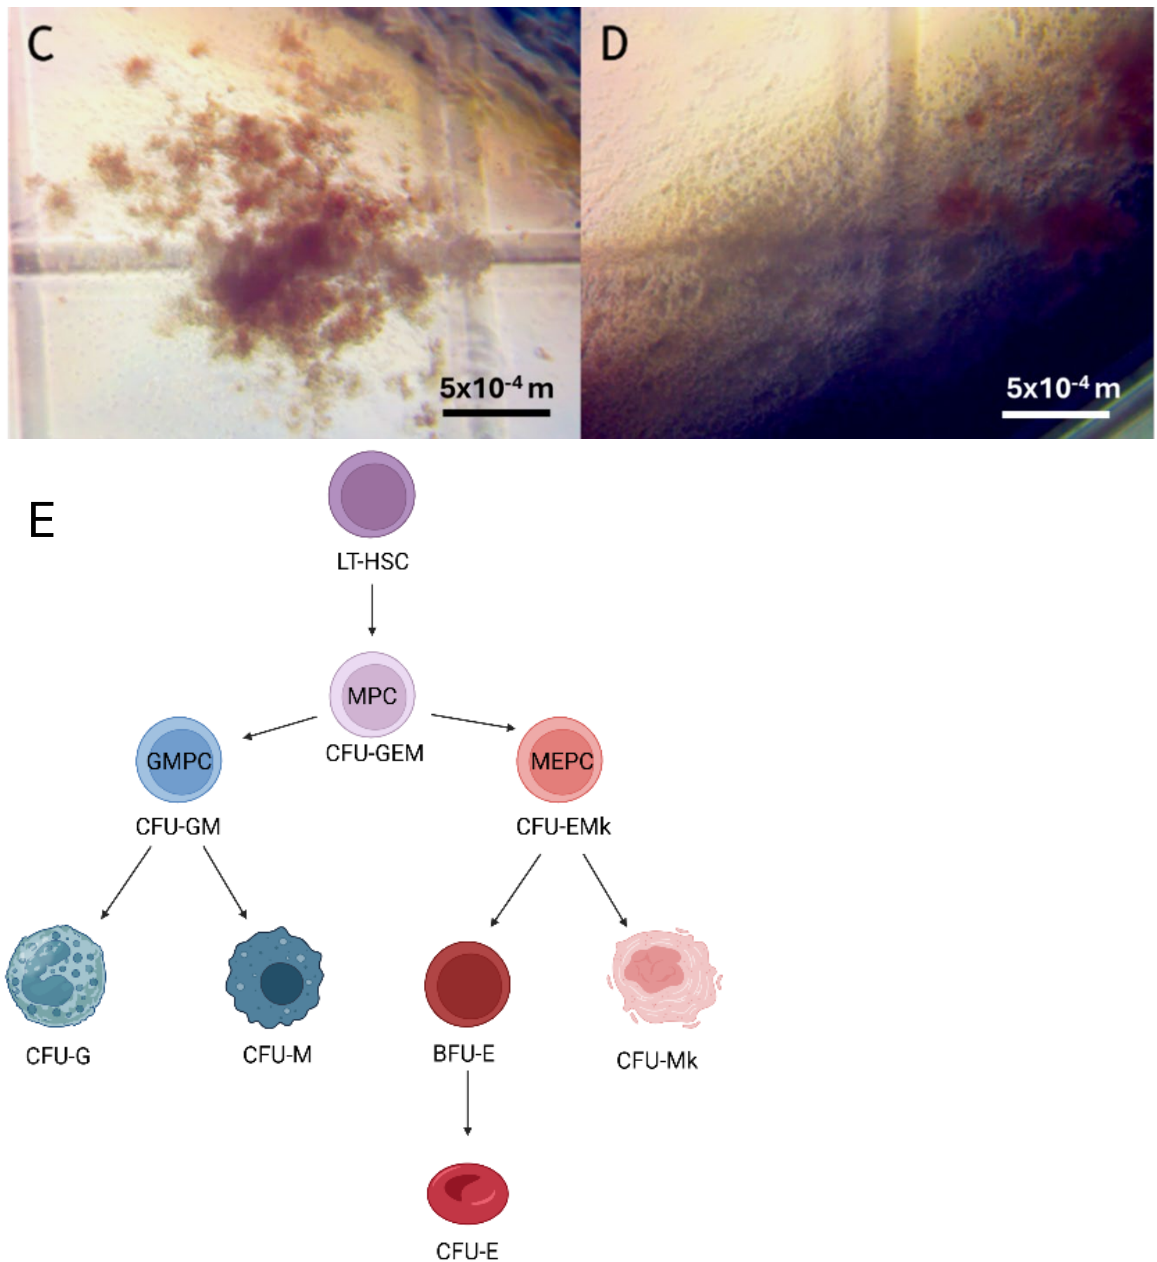 C
D
5x10⁻⁴ m
5x10⁻⁴ m
E
LT-HSC
MPC
CFU-GEM
GMPC
MEPC
CFU-GM
CFU-EMk
CFU-G
CFU-M
BFU-E
CFU-Mk
CFU-E